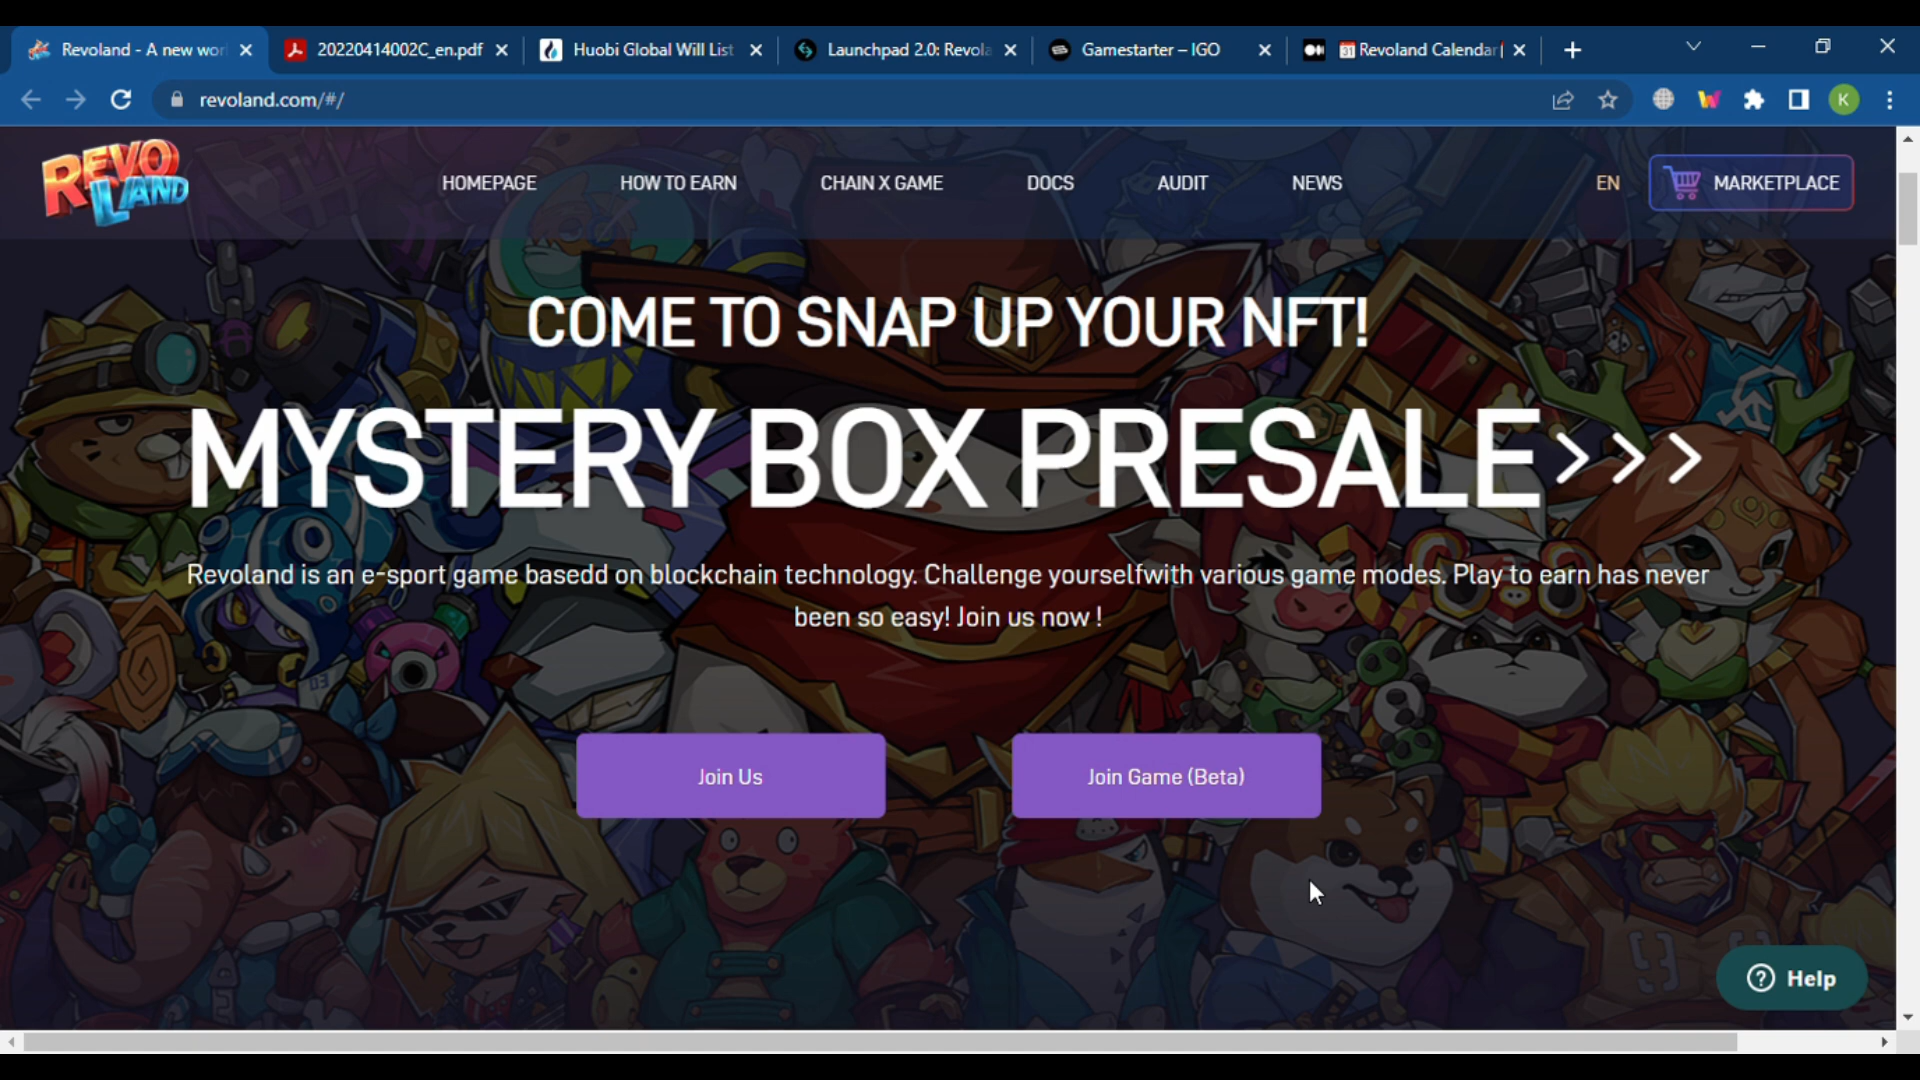 Revoland - A new wor
20220414002C_en.pdf
Huobi Global Will List
Launchpad 2.0: Revola
Gamestarter – IGO
31 Revoland Calendar
revoland.com/#/
K
REVO
LAND
HOMEPAGE
HOW TO EARN
CHAIN X GAME
DOCS
AUDIT
NEWS
EN
MARKETPLACE
COME TO SNAP UP YOUR NFT!
MYSTERY BOX PRESALE>>>
Revoland is an e-sport game basedd on blockchain technology. Challenge yourselfwith various game modes. Play to earn has never
been so easy! Join us now !
Join Us
Join Game (Beta)
03
? Help